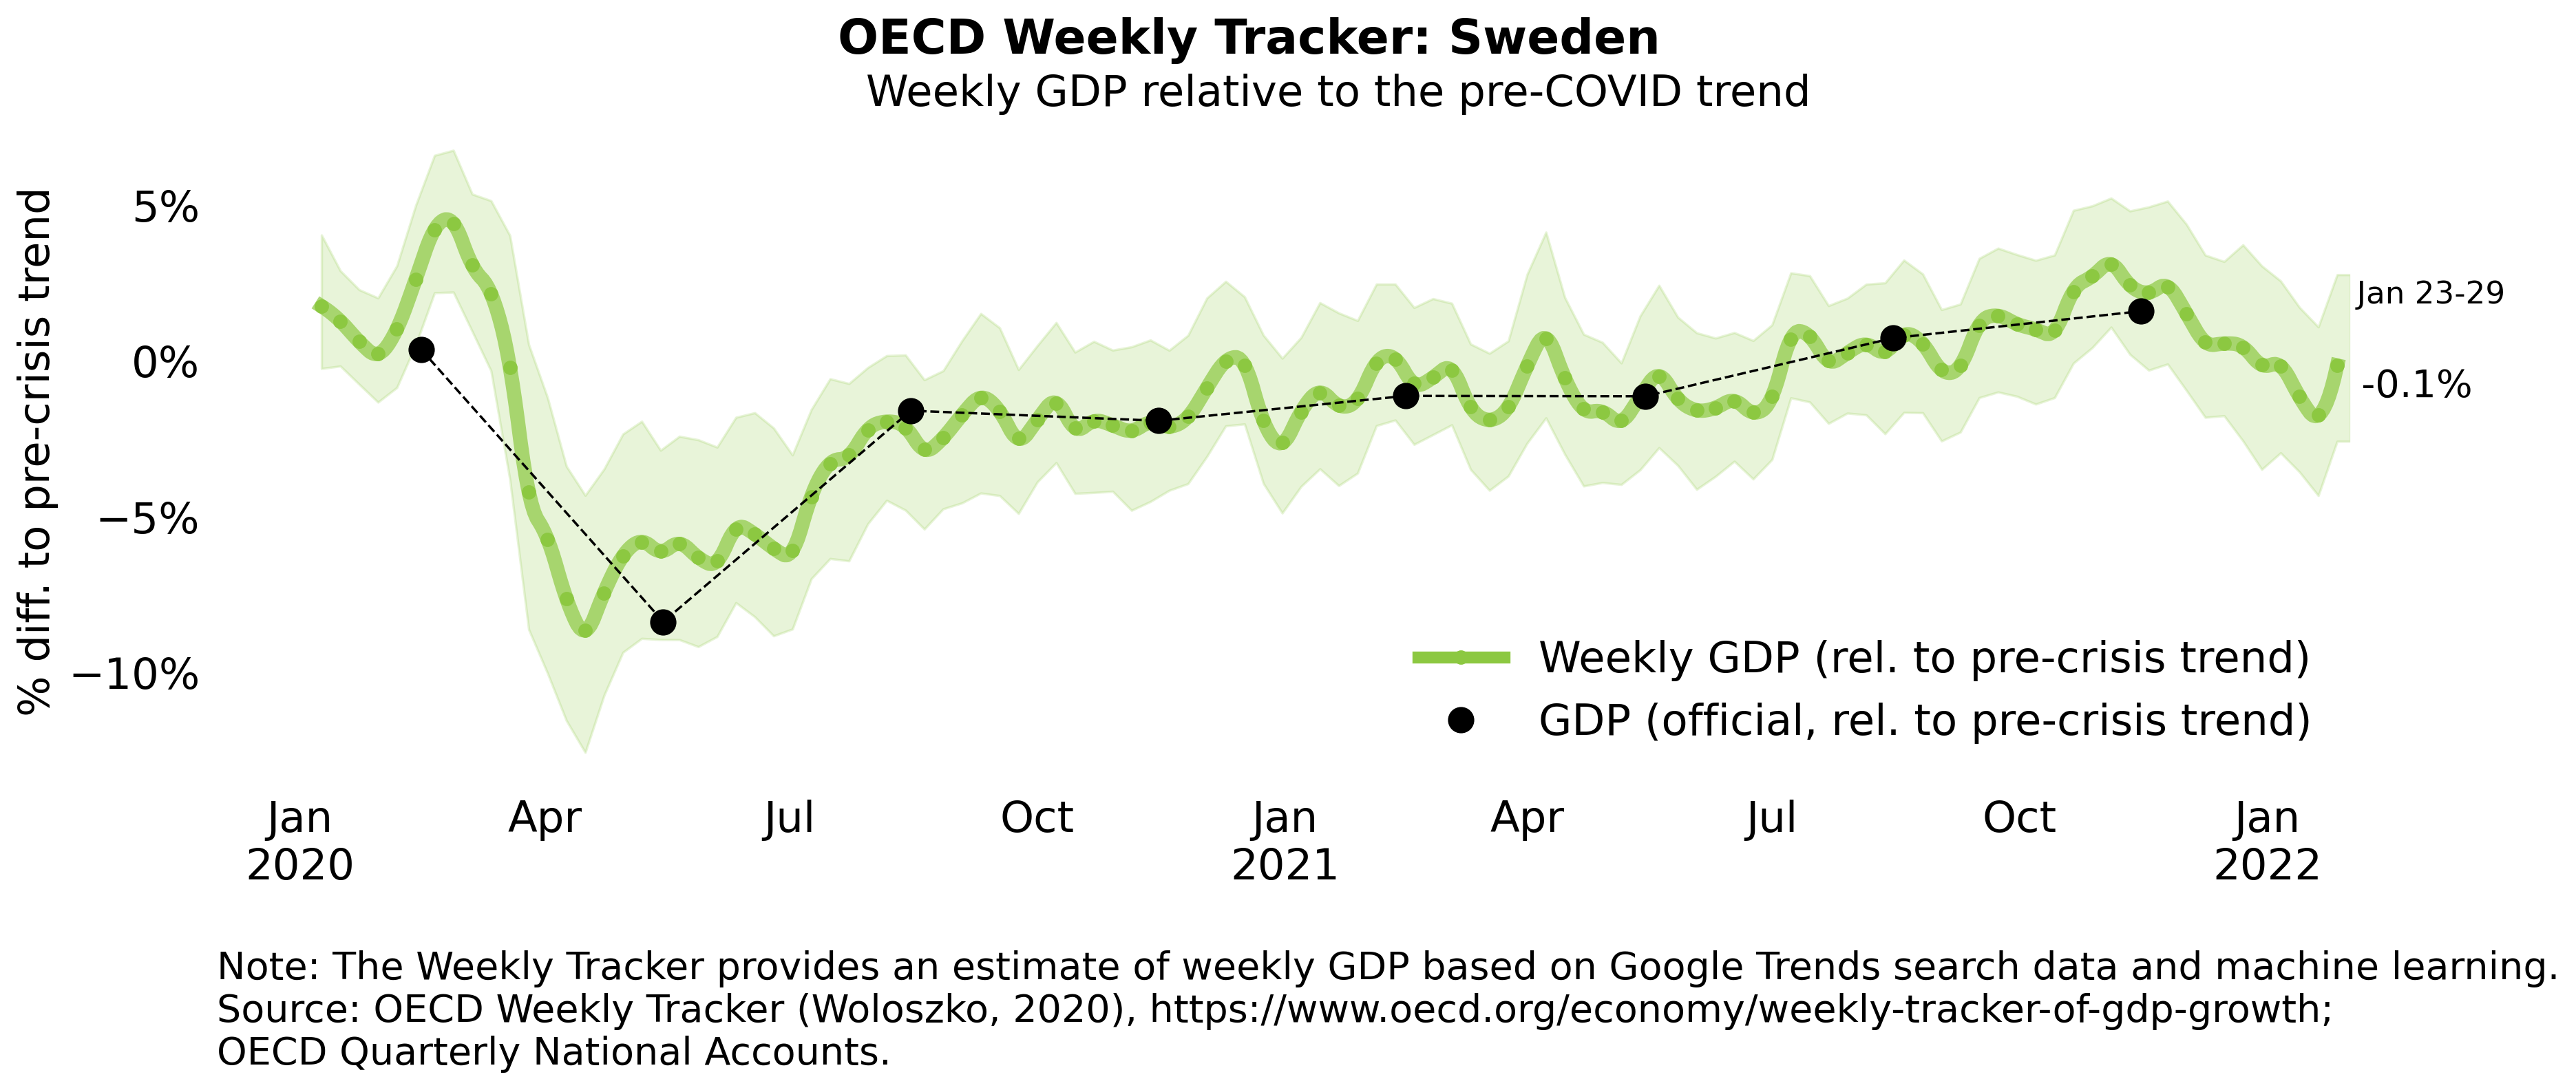 OECD Weekly Tracker: Sweden
Weekly GDP relative to the pre-COVID trend
% diff. to pre-crisis trend
5%
0%
−5%
−10%
Jan 23-29
-0.1%
Weekly GDP (rel. to pre-crisis trend)
GDP (official, rel. to pre-crisis trend)
Jan Apr Jul Oct Jan Apr Jul Oct Jan
2020 2021 2022
Note: The Weekly Tracker provides an estimate of weekly GDP based on Google Trends search data and machine learning.
Source: OECD Weekly Tracker (Woloszko, 2020), https://www.oecd.org/economy/weekly-tracker-of-gdp-growth;
OECD Quarterly National Accounts.